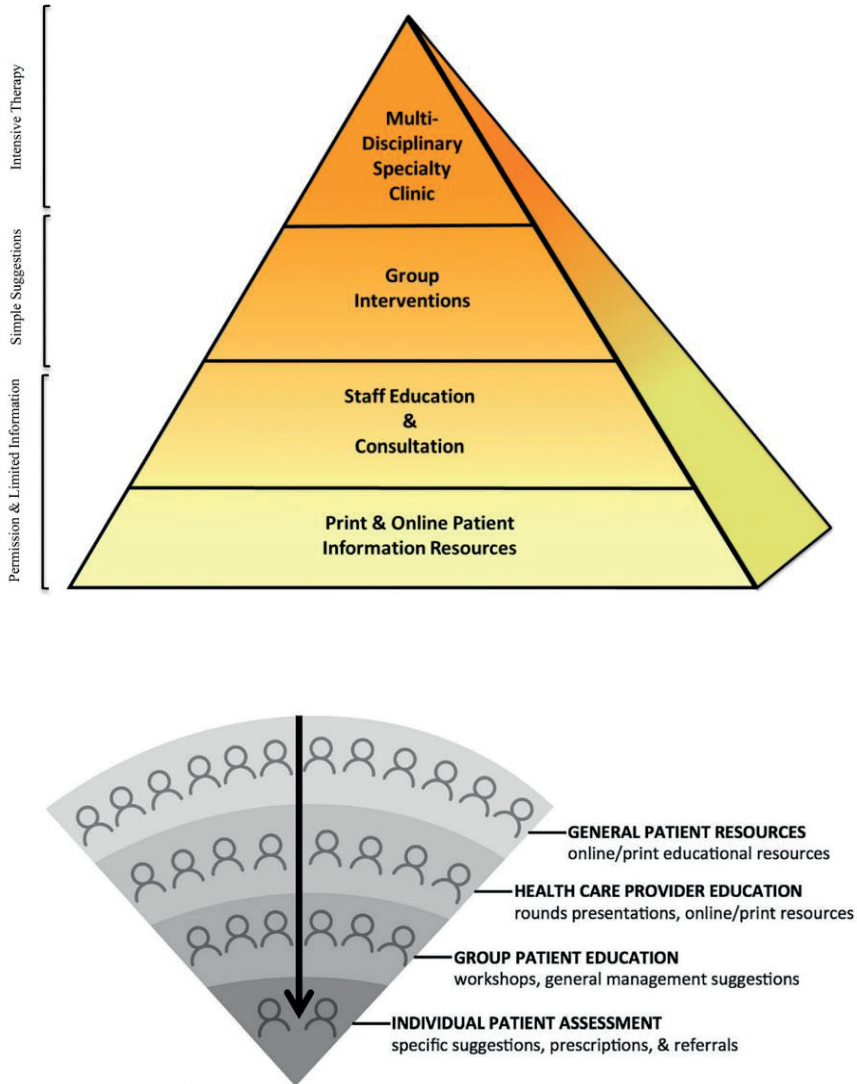 Intensive Therapy
Multi-
Disciplinary
Specialty
Clinic
Simple Suggestions
Group
Interventions
Permission & Limited Information
Staff Education
&
Consultation
Print & Online Patient
Information Resources
GENERAL PATIENT RESOURCES
online/print educational resources
HEALTH CARE PROVIDER EDUCATION
rounds presentations, online/print resources
GROUP PATIENT EDUCATION
workshops, general management suggestions
INDIVIDUAL PATIENT ASSESSMENT
specific suggestions, prescriptions, & referrals